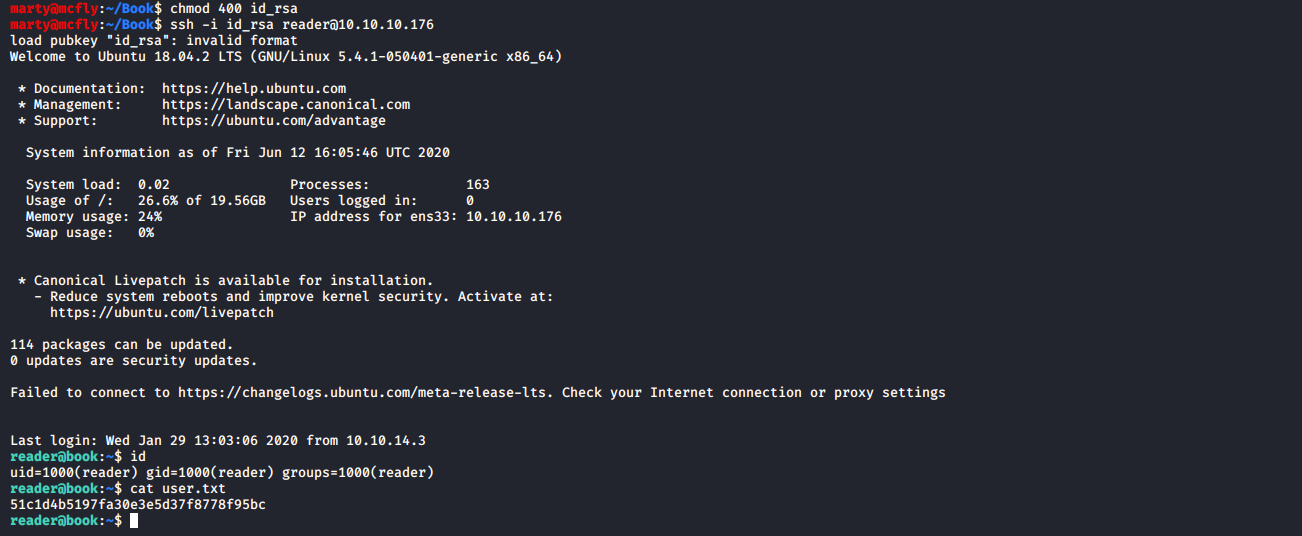 marty@mcfly:~/Book$ chmod 400 id_rsa
marty@mcfly:~/Book$ ssh -i id_rsa reader@10.10.10.176
load pubkey "id_rsa": invalid format
Welcome to Ubuntu 18.04.2 LTS (GNU/Linux 5.4.1-050401-generic x86_64)
* Documentation:  https://help.ubuntu.com
* Management:     https://landscape.canonical.com
* Support:        https://ubuntu.com/advantage
System information as of Fri Jun 12 16:05:46 UTC 2020
System load:  0.02               Processes:             163
Usage of /:   26.6% of 19.56GB   Users logged in:       0
Memory usage: 24%                IP address for ens33: 10.10.10.176
Swap usage:   0%
* Canonical Livepatch is available for installation.
- Reduce system reboots and improve kernel security. Activate at:
https://ubuntu.com/livepatch
114 packages can be updated.
0 updates are security updates.
Failed to connect to https://changelogs.ubuntu.com/meta-release-lts. Check your Internet connection or proxy settings
Last login: Wed Jan 29 13:03:06 2020 from 10.10.14.3
reader@book:~$ id
uid=1000(reader) gid=1000(reader) groups=1000(reader)
reader@book:~$ cat user.txt
51c1d4b5197fa30e3e5d37f8778f95bc
reader@book:~$